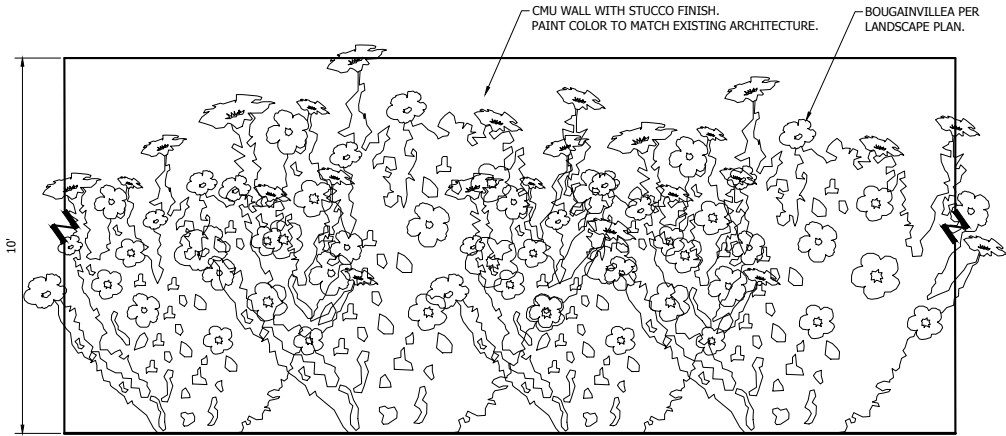 CMU WALL WITH STUCCO FINISH.
PAINT COLOR TO MATCH EXISTING ARCHITECTURE.
BOUGAINVILLEA PER
LANDSCAPE PLAN.
10'